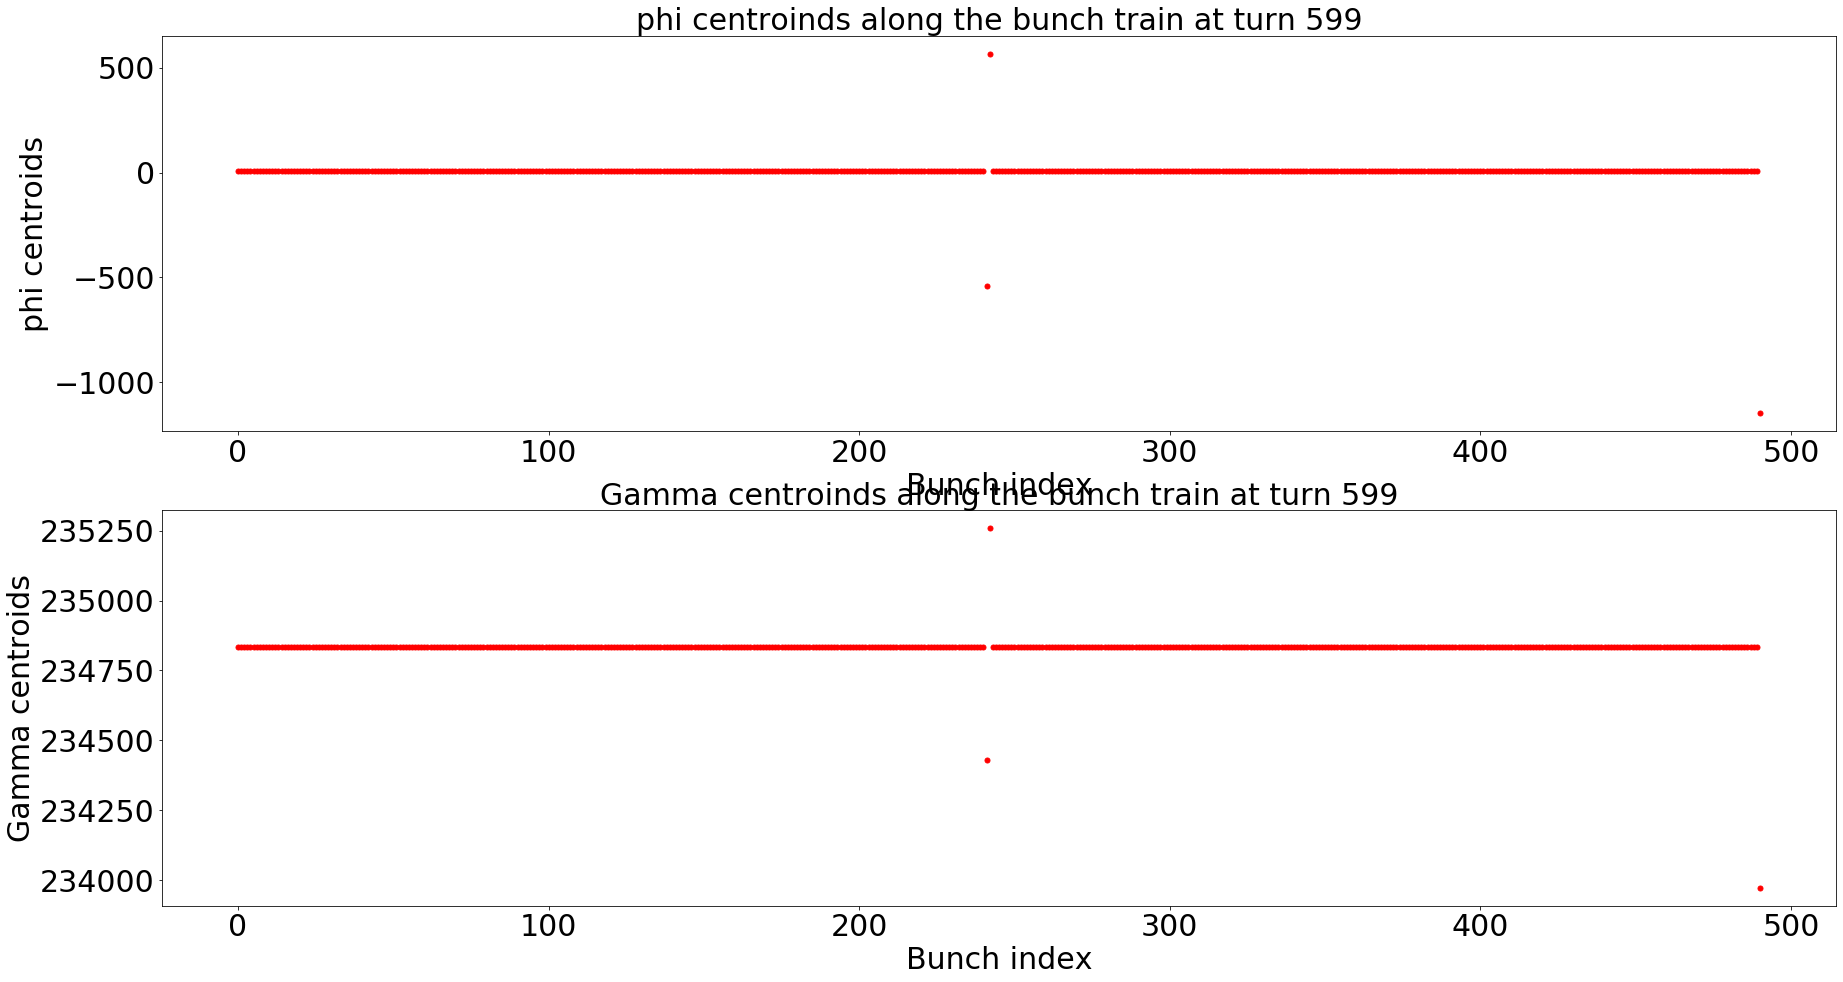 phi centroinds along the bunch train at turn 599
phi centroids
500
0
−500
−1000
0 100 200 300 400 500
Bunch index
Gamma centroinds along the bunch train at turn 599
Gamma centroids
235250
235000
234750
234500
234250
234000
0 100 200 300 400 500
Bunch index